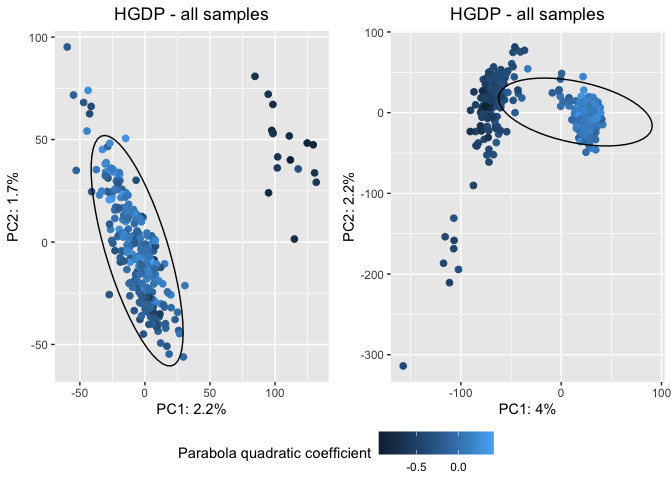 HGDP - all samples
100
50
0
-50
PC2: 1.7%
-50
0
50
100
PC1: 2.2%
HGDP - all samples
100
0
-100
-200
-300
PC2: 2.2%
-100
0
100
PC1: 4%
Parabola quadratic coefficient
-0.5
0.0